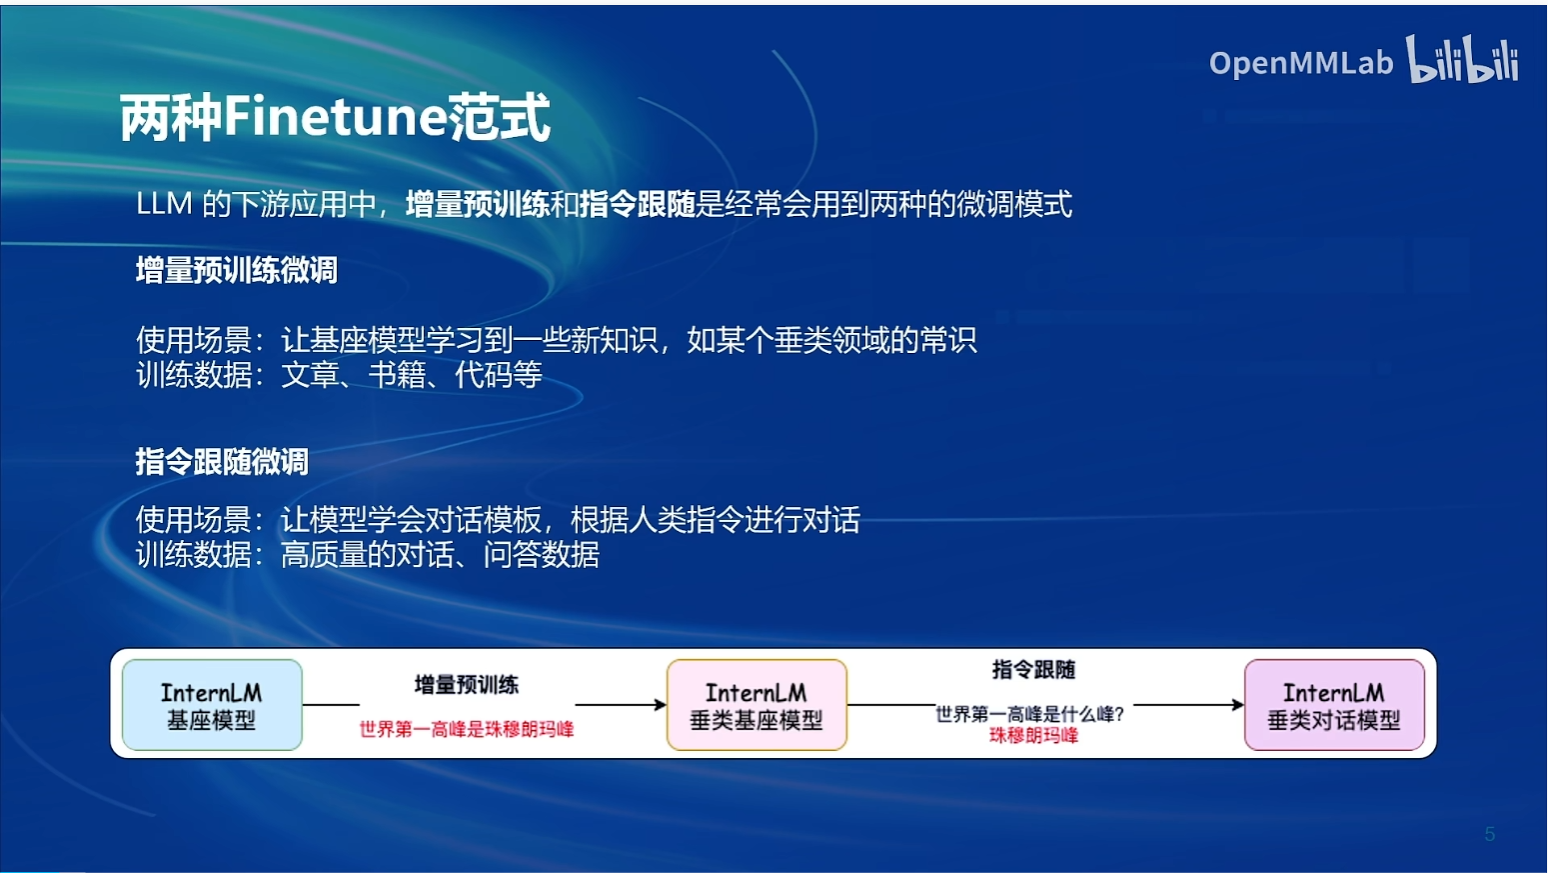 OpenMMLab bilibili
两种Finetune范式
LLM 的下游应用中，增量预训练和指令跟随是经常会用到两种的微调模式
增量预训练微调
使用场景：让基座模型学习到一些新知识，如某个垂类领域的常识
训练数据：文章、书籍、代码等
指令跟随微调
使用场景：让模型学会对话模板，根据人类指令进行对话
训练数据：高质量的对话、问答数据
InternLM
基座模型
增量预训练
世界第一高峰是珠穆朗玛峰
InternLM
垂类基座模型
指令跟随
世界第一高峰是什么峰？
珠穆朗玛峰
InternLM
垂类对话模型
5